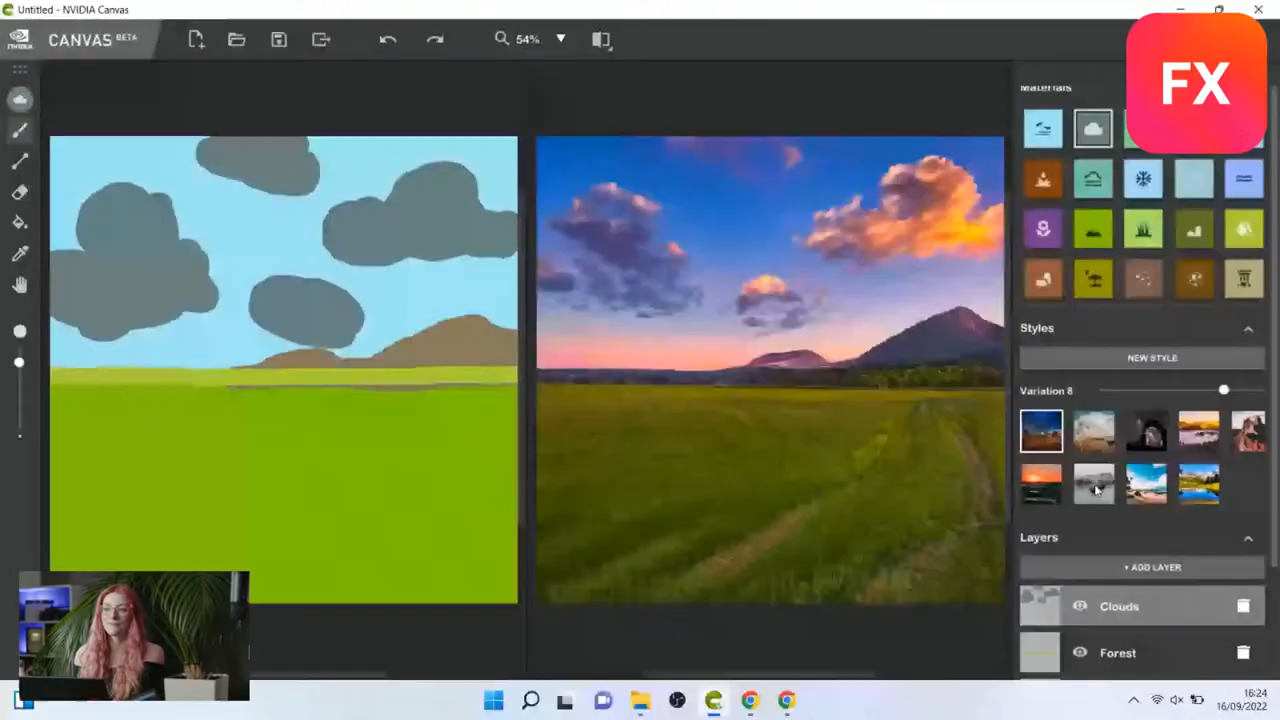 Untitled - NVIDIA Canvas
FX
NVIDIA
CANVAS BETA
54%
Materials
Styles
NEW STYLE
Variation 8
Layers
+ ADD LAYER
Clouds
Forest
16:24
16/09/2022